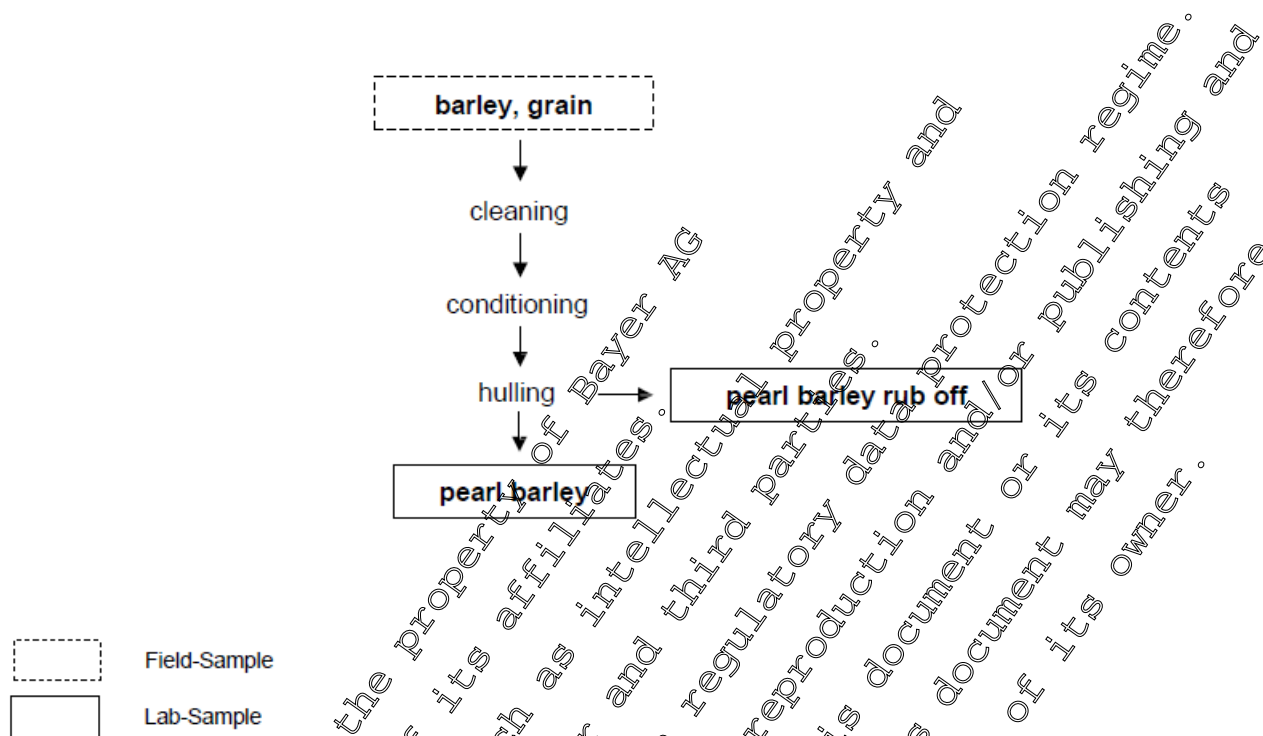 barley, grain
cleaning
conditioning
hulling
pearl barley rub off
pearl barley
Field-Sample
Lab-Sample
the property of Bayer AG
its affiliates.
as intellectual property and
and third parties.
regulatory data protection regime.
reproduction and/or publishing and
document or its contents
document may therefore
of its owner.